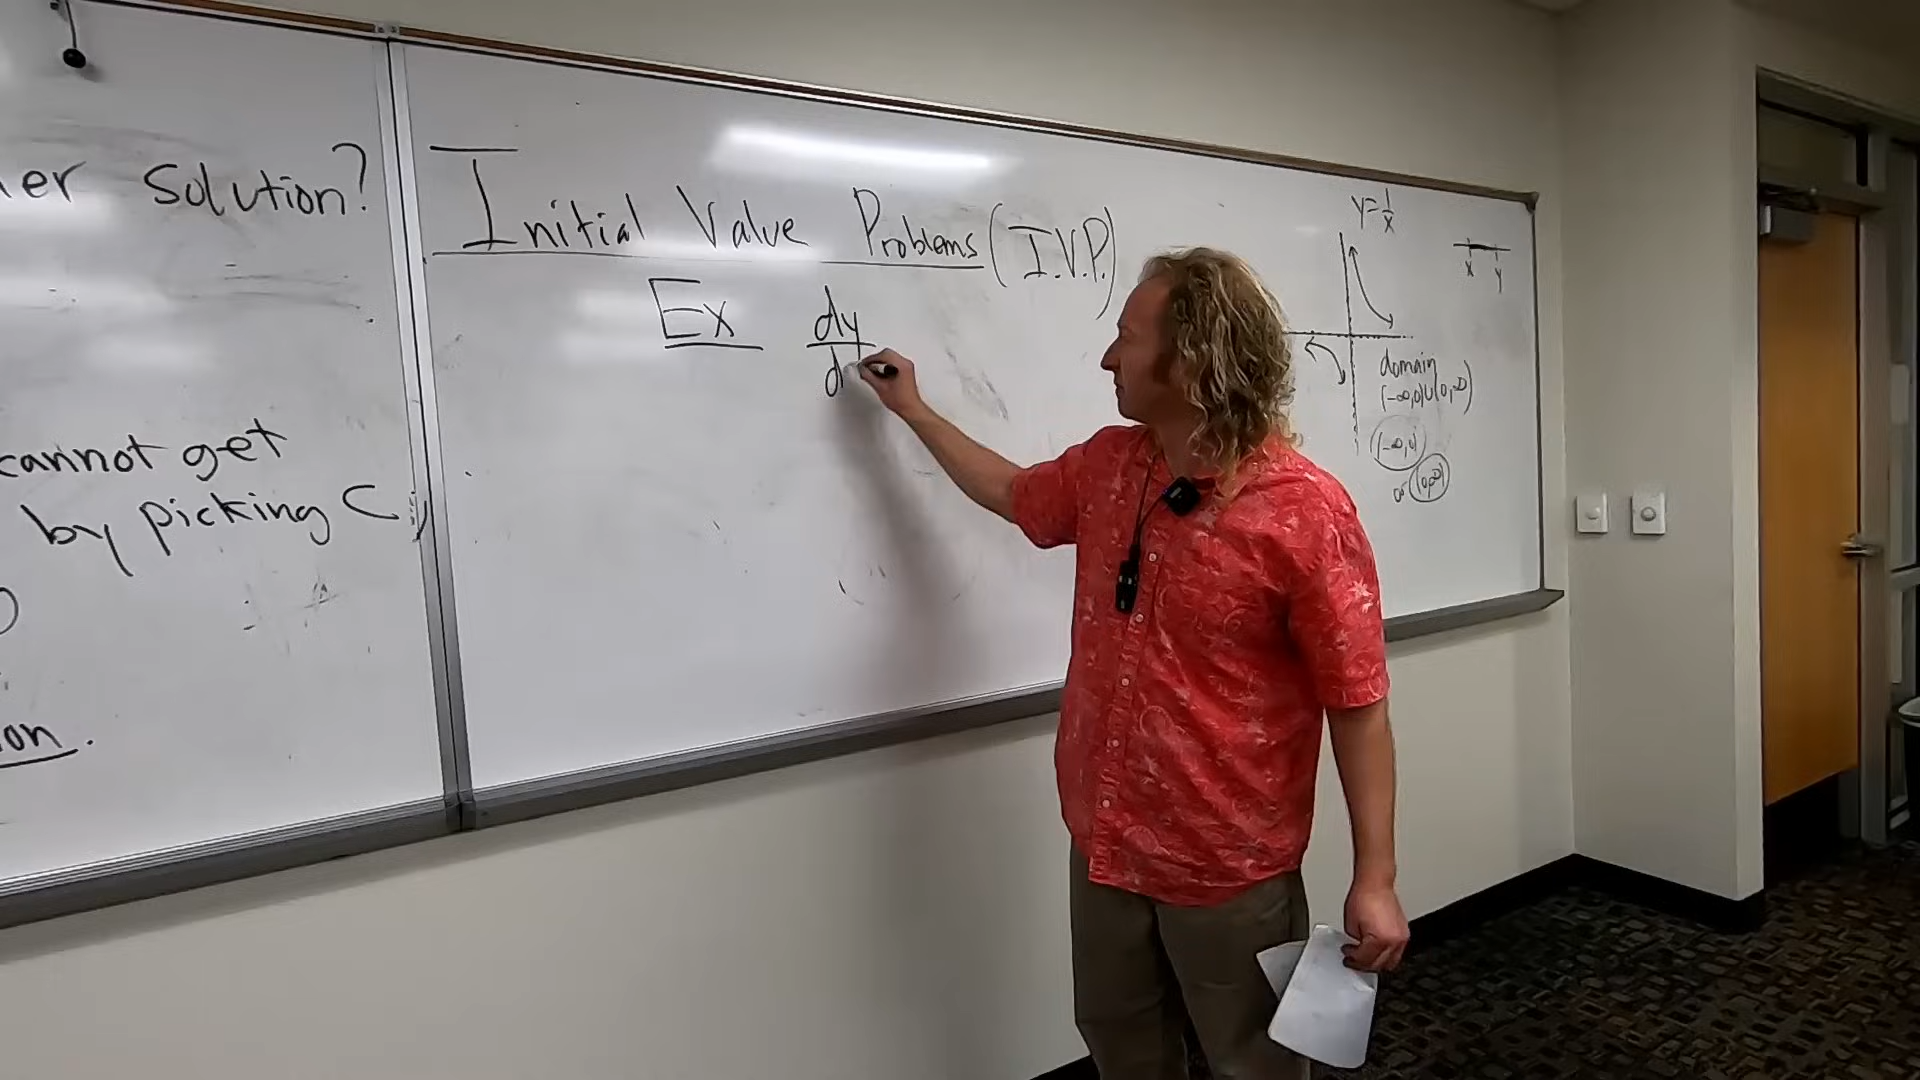 er solution?
cannot get
by picking C,
on.
Initial Value Problems (I.V.P.)
Ex dy
d
y = 1
x
x y
domain
(-∞,0)∪(0,∞)
(-∞,0)
or (0,∞)